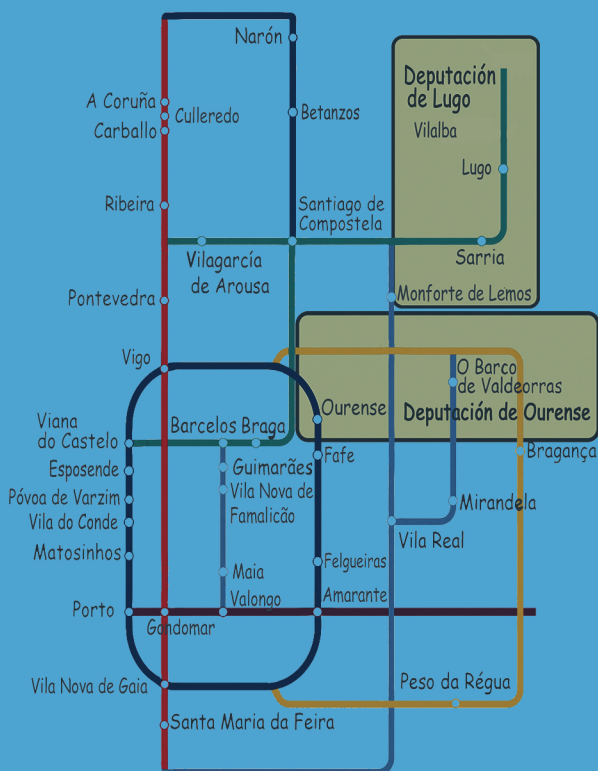 Narón
Deputación
de Lugo
A Coruña
Culleredo
Betanzos
Carballo
Vilalba
Lugo
Ribeira
Santiago de
Compostela
Vilagarcía
de Arousa
Sarria
Pontevedra
Monforte de Lemos
Vigo
O Barco
de Valdeorras
Ourense
Deputación de Ourense
Viana
do Castelo
Barcelos
Braga
Fafe
Bragança
Esposende
Guimarães
Póvoa de Varzim
Vila Nova de
Famalicão
Mirandela
Vila do Conde
Vila Real
Matosinhos
Felgueiras
Maia
Porto
Gondomar
Valongo
Amarante
Vila Nova de Gaia
Peso da Régua
Santa Maria da Feira